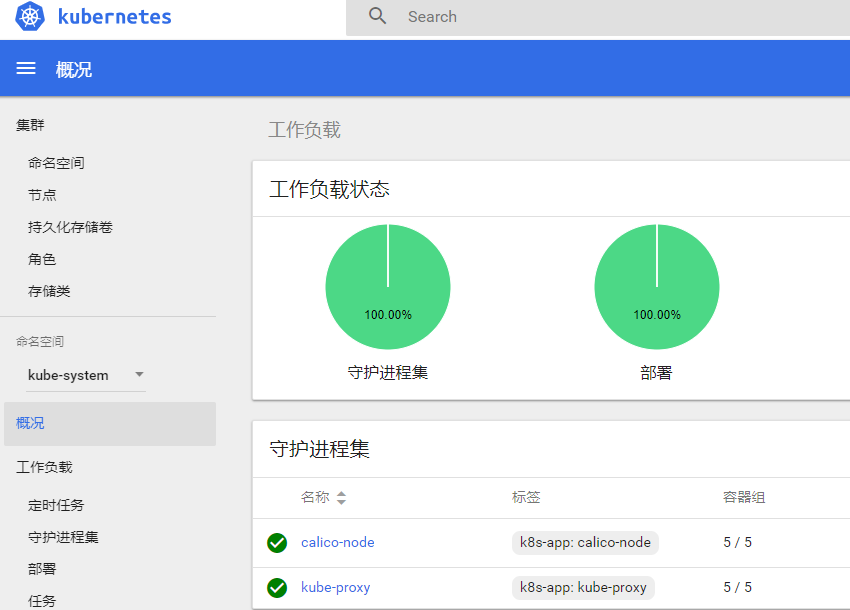 kubernetes
Search
概况
集群
命名空间
节点
持久化存储卷
角色
存储类
命名空间
kube-system
概况
工作负载
定时任务
守护进程集
部署
任务
工作负载
工作负载状态
100.00%
100.00%
守护进程集
部署
守护进程集
名称 标签 容器组
calico-node k8s-app: calico-node 5 / 5
kube-proxy k8s-app: kube-proxy 5 / 5